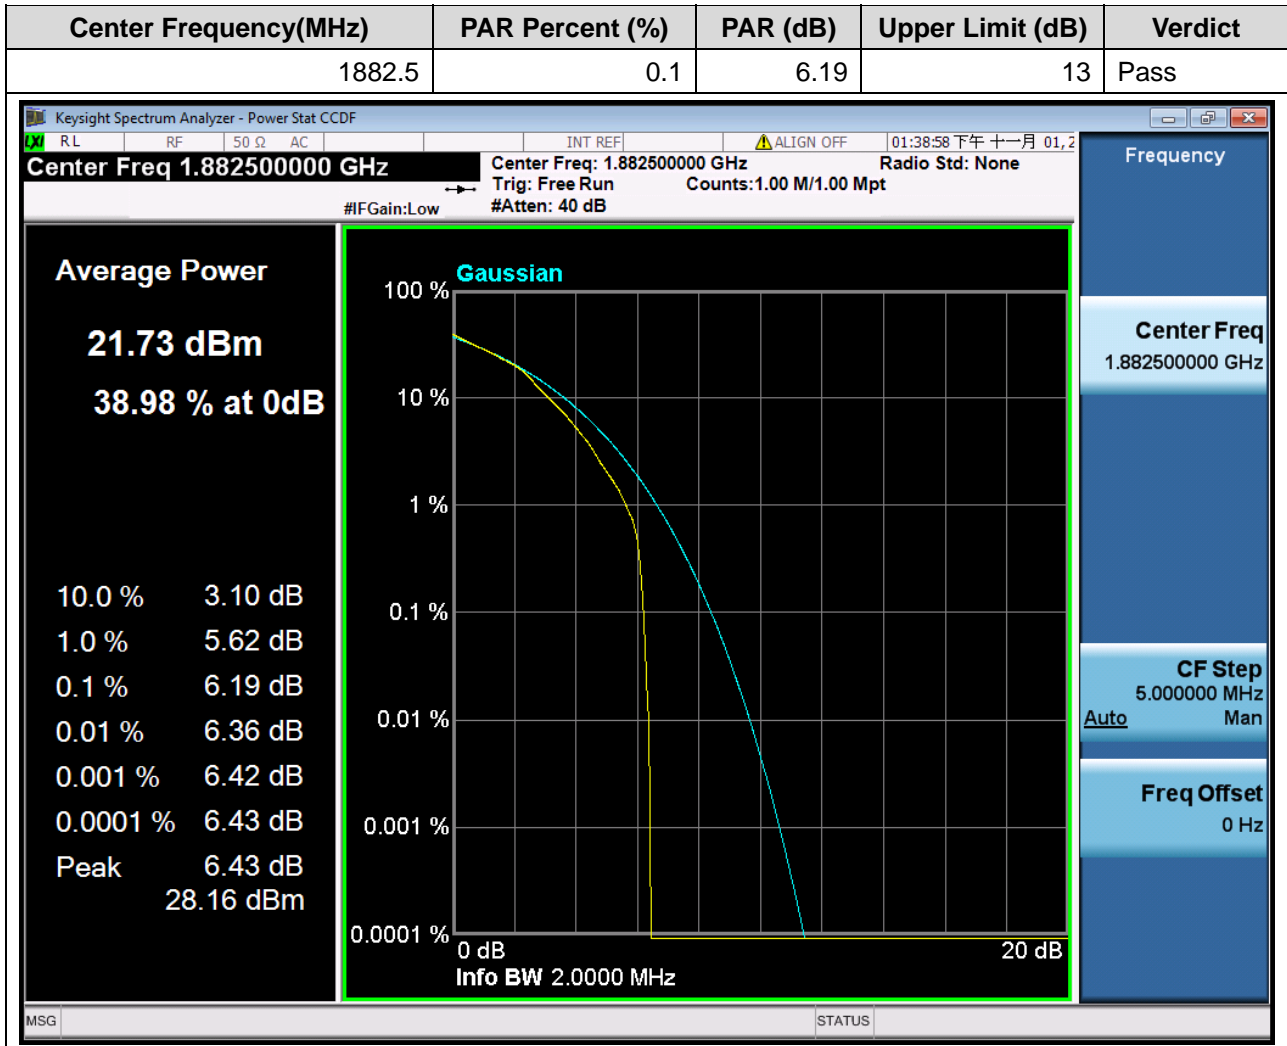 Center Frequency(MHz) PAR Percent (%) PAR (dB) Upper Limit (dB) Verdict
1882.5 0.1 6.19 13 Pass
Keysight Spectrum Analyzer - Power Stat CCDF
LXI RL RF 50 Ω AC INT REF ALIGN OFF 01:38:58 下午 十一月 01, 2
Center Freq 1.882500000 GHz
Center Freq: 1.882500000 GHz Radio Std: None
Trig: Free Run Counts:1.00 M/1.00 Mpt
#IFGain:Low #Atten: 40 dB
Average Power
21.73 dBm
38.98 % at 0dB
10.0 % 3.10 dB
1.0 % 5.62 dB
0.1 % 6.19 dB
0.01 % 6.36 dB
0.001 % 6.42 dB
0.0001 % 6.43 dB
Peak 6.43 dB
28.16 dBm
Gaussian
100 %
10 %
1 %
0.1 %
0.01 %
0.001 %
0.0001 %
0 dB 20 dB
Info BW 2.0000 MHz
Frequency
Center Freq
1.882500000 GHz
CF Step
5.000000 MHz
Auto Man
Freq Offset
0 Hz
MSG STATUS